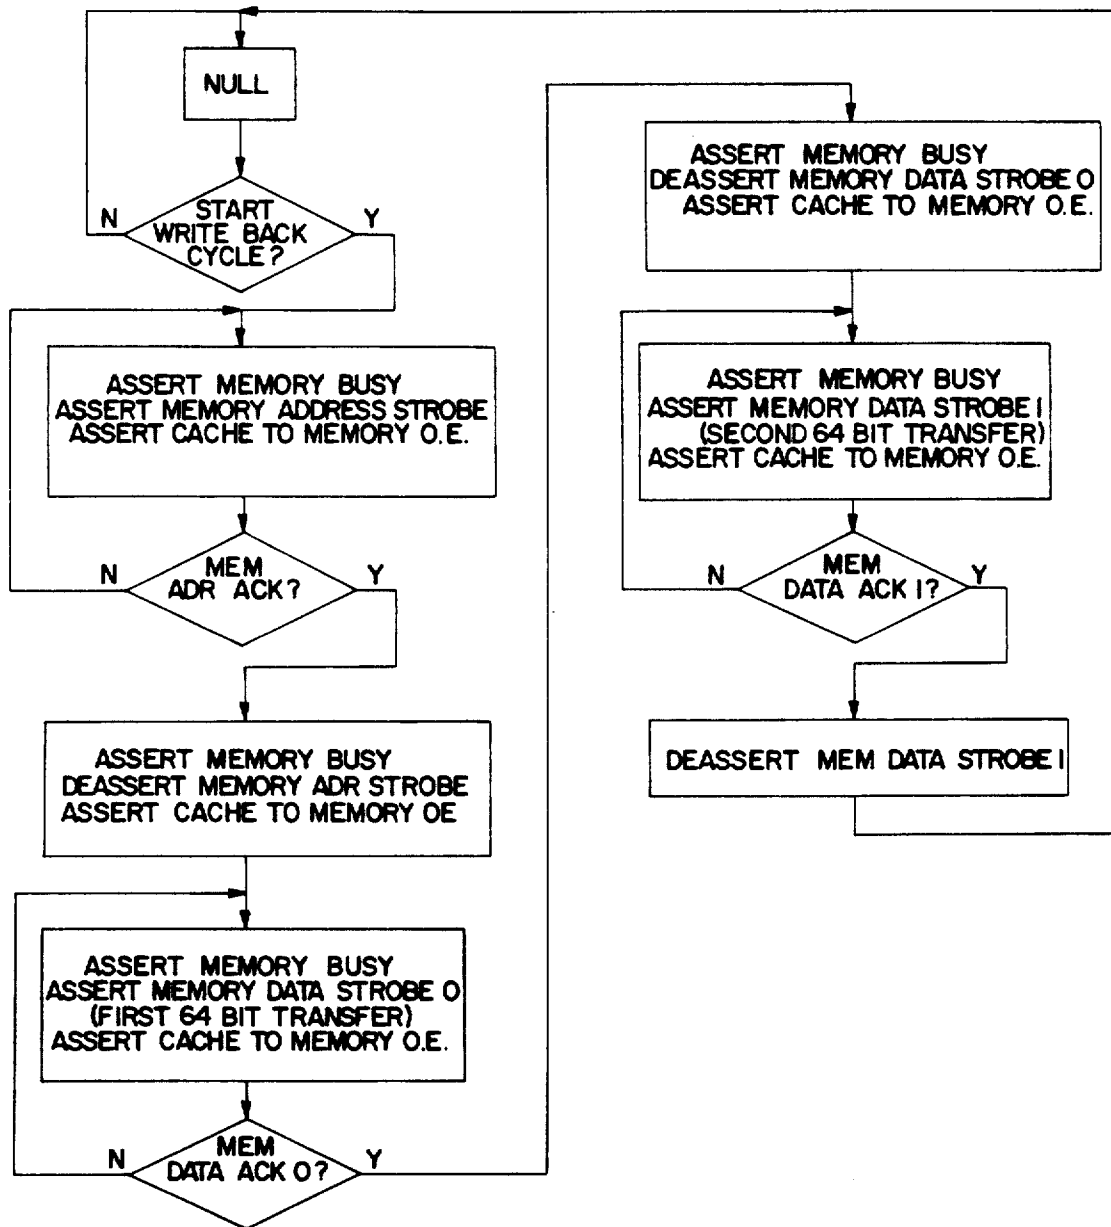 NULL
START
WRITE BACK
CYCLE?
N
Y
ASSERT MEMORY BUSY
ASSERT MEMORY ADDRESS STROBE
ASSERT CACHE TO MEMORY O.E.
MEM
ADR ACK?
N
Y
ASSERT MEMORY BUSY
DEASSERT MEMORY ADR STROBE
ASSERT CACHE TO MEMORY OE
ASSERT MEMORY BUSY
ASSERT MEMORY DATA STROBE 0
(FIRST 64 BIT TRANSFER)
ASSERT CACHE TO MEMORY O.E.
MEM
DATA ACK 0?
N
Y
ASSERT MEMORY BUSY
DEASSERT MEMORY DATA STROBE 0
ASSERT CACHE TO MEMORY O.E.
ASSERT MEMORY BUSY
ASSERT MEMORY DATA STROBE 1
(SECOND 64 BIT TRANSFER)
ASSERT CACHE TO MEMORY O.E.
MEM
DATA ACK 1?
N
Y
DEASSERT MEM DATA STROBE 1